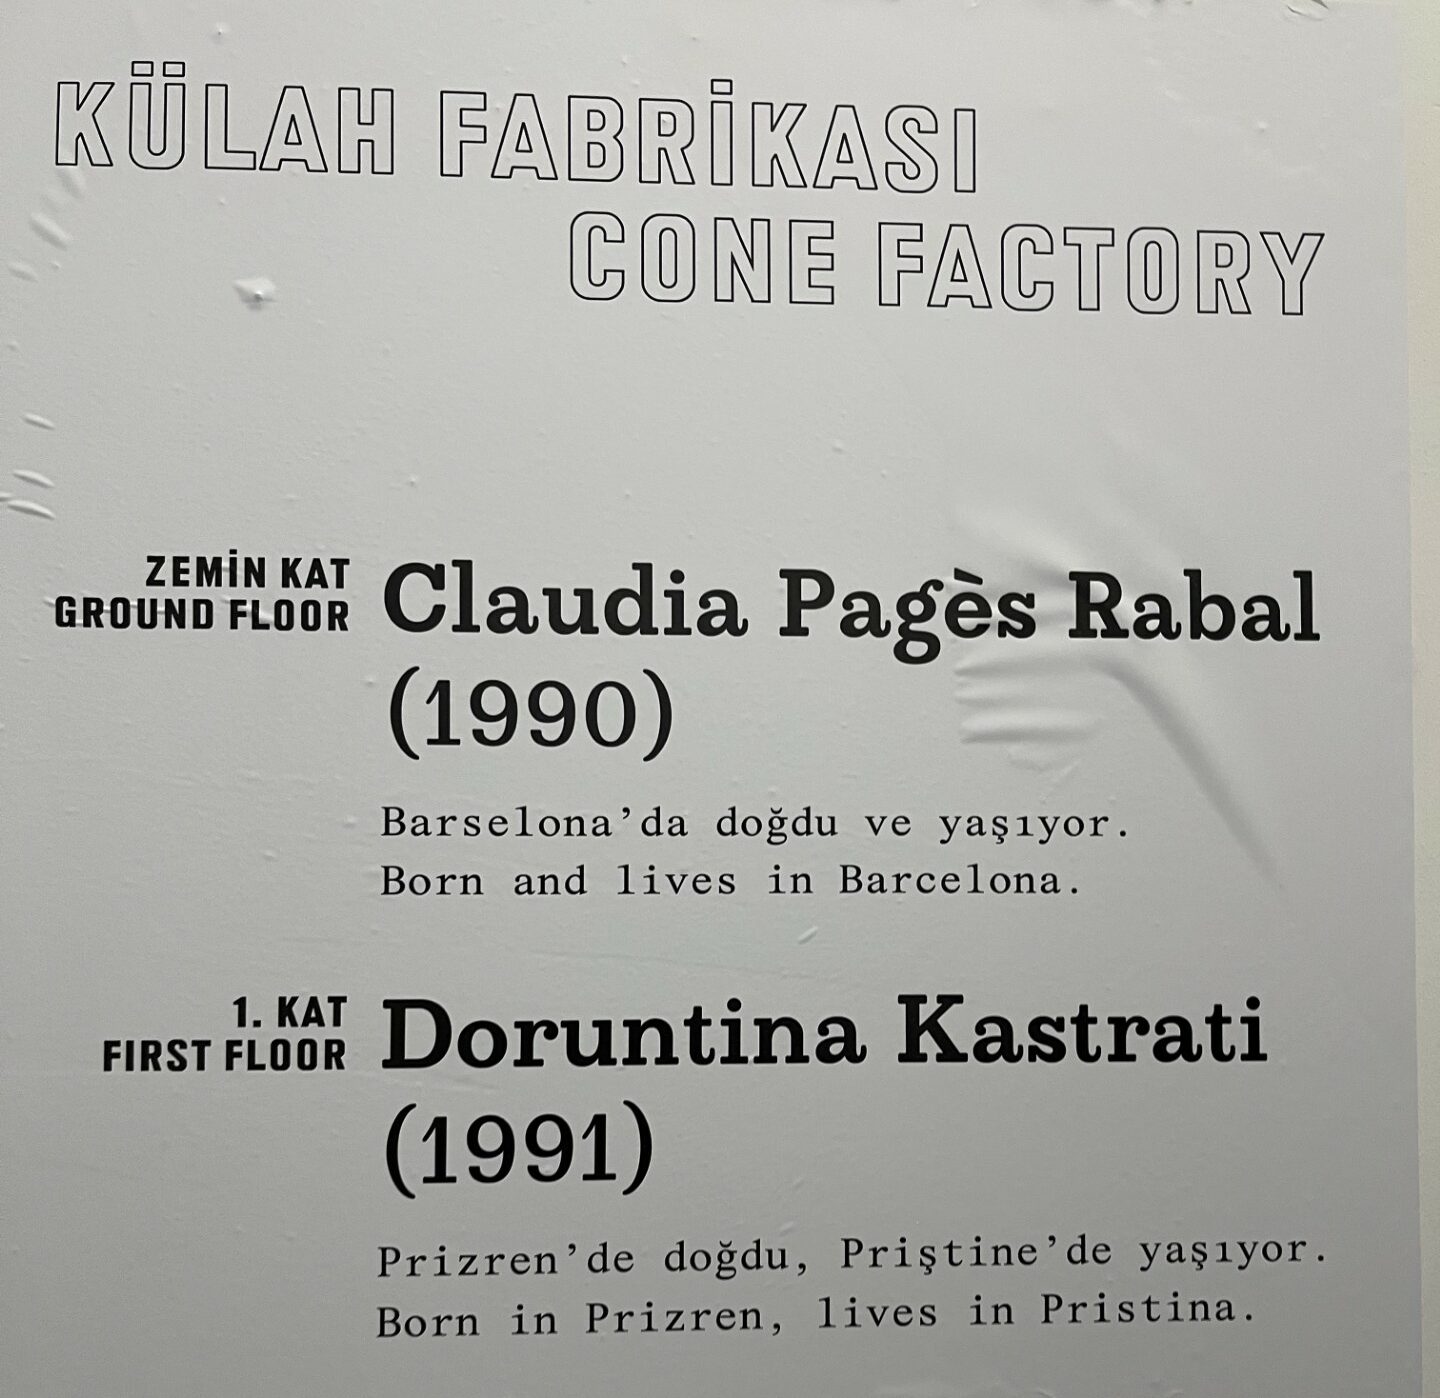 KÜLAH FABRİKASI
CONE FACTORY
ZEMİN KAT
GROUND FLOOR
Claudia Pagès Rabal
(1990)
Barselona’da doğdu ve yaşıyor.
Born and lives in Barcelona.
1. KAT
FIRST FLOOR
Doruntina Kastrati
(1991)
Prizren’de doğdu, Priştine’de yaşıyor.
Born in Prizren, lives in Pristina.